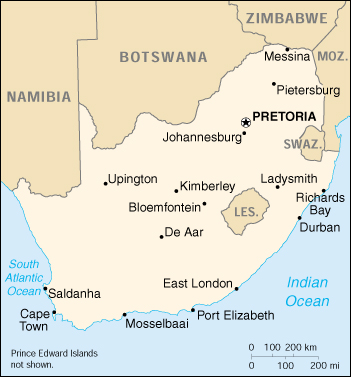 ZIMBABWE
BOTSWANA
Messina
MOZ.
NAMIBIA
Pietersburg
PRETORIA
Johannesburg
SWAZ.
Upington
Kimberley
Ladysmith
Bloemfontein
LES.
Richards
Bay
Durban
De Aar
South
Atlantic
Ocean
Saldanha
East London
Indian
Ocean
Cape
Town
Mosselbaai
Port Elizabeth
Prince Edward Islands
not shown.
0 100 200 km
0 100 200 mi